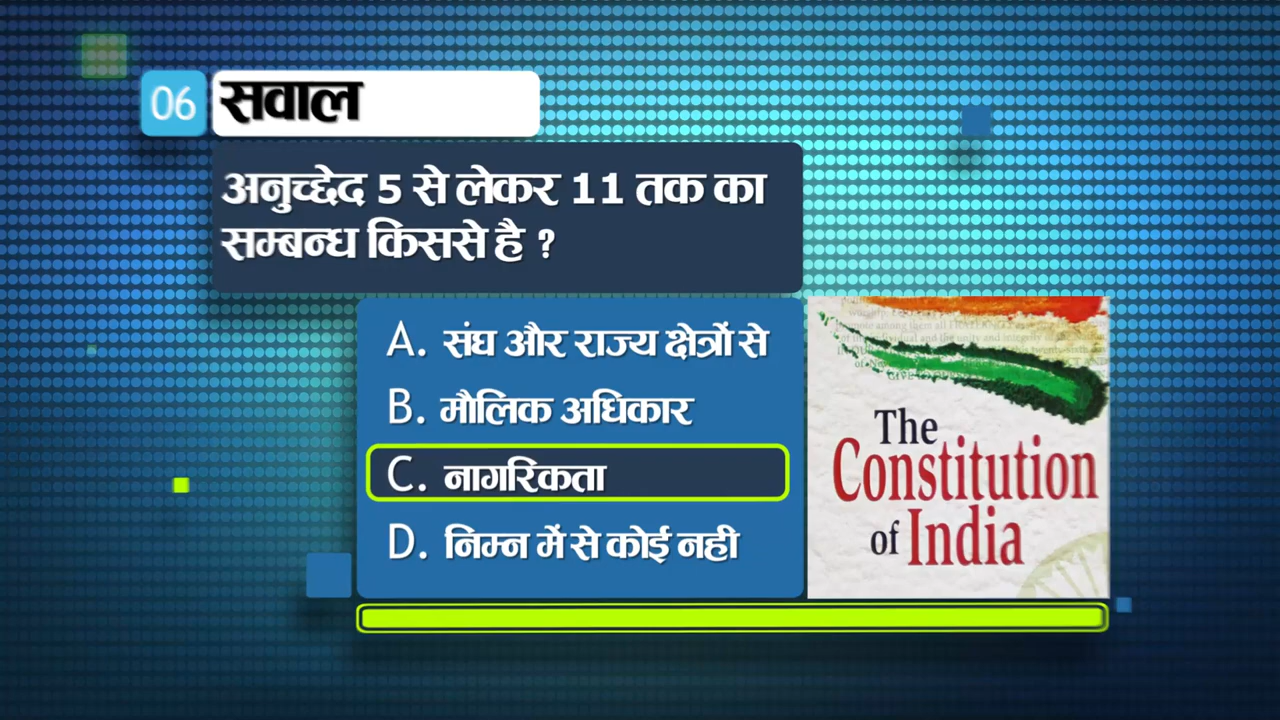 06 सवाल
अनुच्छेद 5 से लेकर 11 तक का
सम्बन्ध किससे है ?
A. संघ और राज्य क्षेत्रों से
B. मौलिक अधिकार
C. नागरिकता
D. निम्न में से कोई नही
The
Constitution
of India